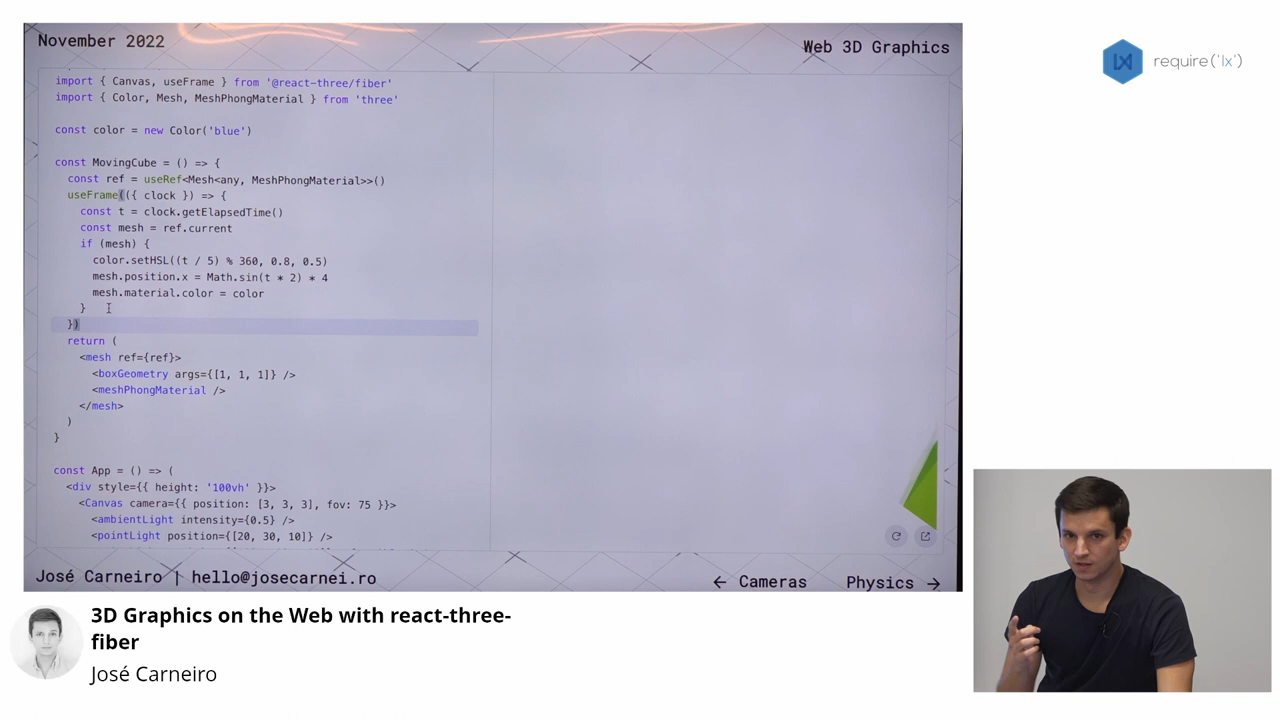 November 2022
Web 3D Graphics
require('lx')
LX
import { Canvas, useFrame } from '@react-three/fiber'
import { Color, Mesh, MeshPhongMaterial } from 'three'
const color = new Color('blue')
const MovingCube = () => {
const ref = useRef<Mesh<any, MeshPhongMaterial>>()
useFrame(({ clock }) => {
const t = clock.getElapsedTime()
const mesh = ref.current
if (mesh) {
color.setHSL((t / 5) % 360, 0.8, 0.5)
mesh.position.x = Math.sin(t * 2) * 4
mesh.material.color = color
}
})
return (
<mesh ref={ref}>
<boxGeometry args={[1, 1, 1]} />
<meshPhongMaterial />
</mesh>
)
}
const App = () => (
<div style={{ height: '100vh' }}>
<Canvas camera={{ position: [3, 3, 3], fov: 75 }}>
<ambientLight intensity={0.5} />
<pointLight position={[20, 30, 10]} />
José Carneiro | hello@josecarnei.ro
← Cameras
Physics →
3D Graphics on the Web with react-three-
fiber
José Carneiro